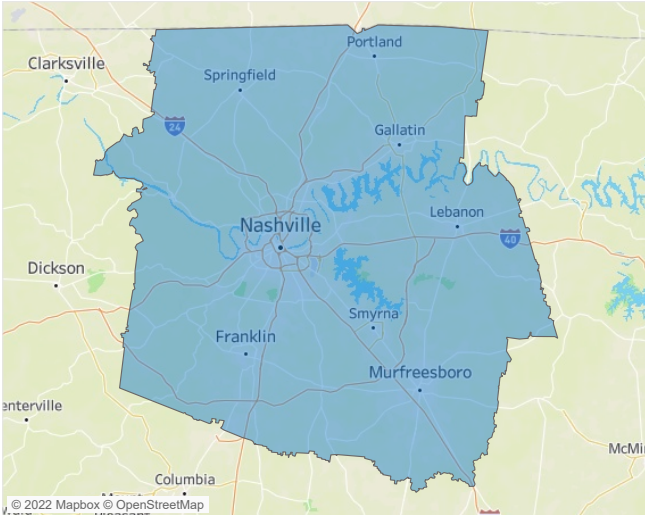 Portland
Clarksville
Springfield
24
Gallatin
Lebanon
Nashville
40
Dickson
Smyrna
Franklin
Murfreesboro
enterville
McMi
Columbia
© 2022 Mapbox © OpenStreetMap